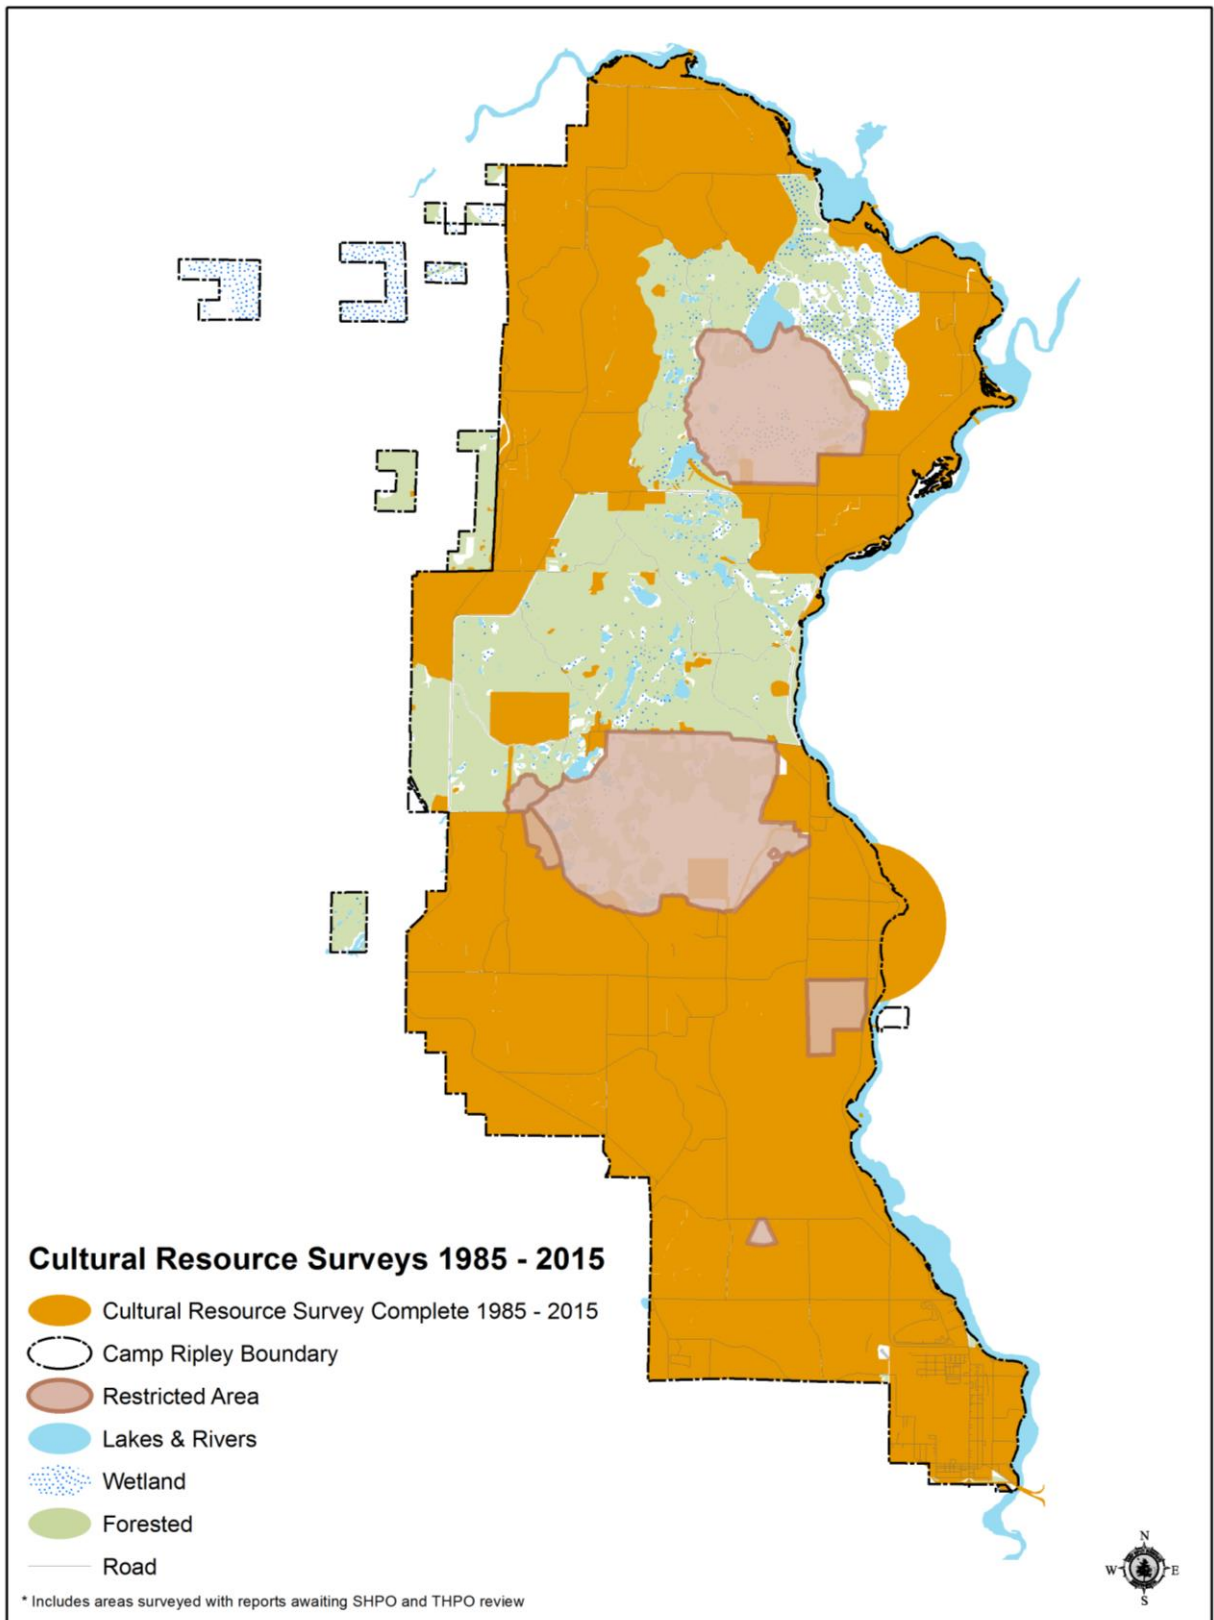 Cultural Resource Surveys 1985 - 2015
Cultural Resource Survey Complete 1985 - 2015
Camp Ripley Boundary
Restricted Area
Lakes & Rivers
Wetland
Forested
Road
* Includes areas surveyed with reports awaiting SHPO and THPO review
N
W
E
S